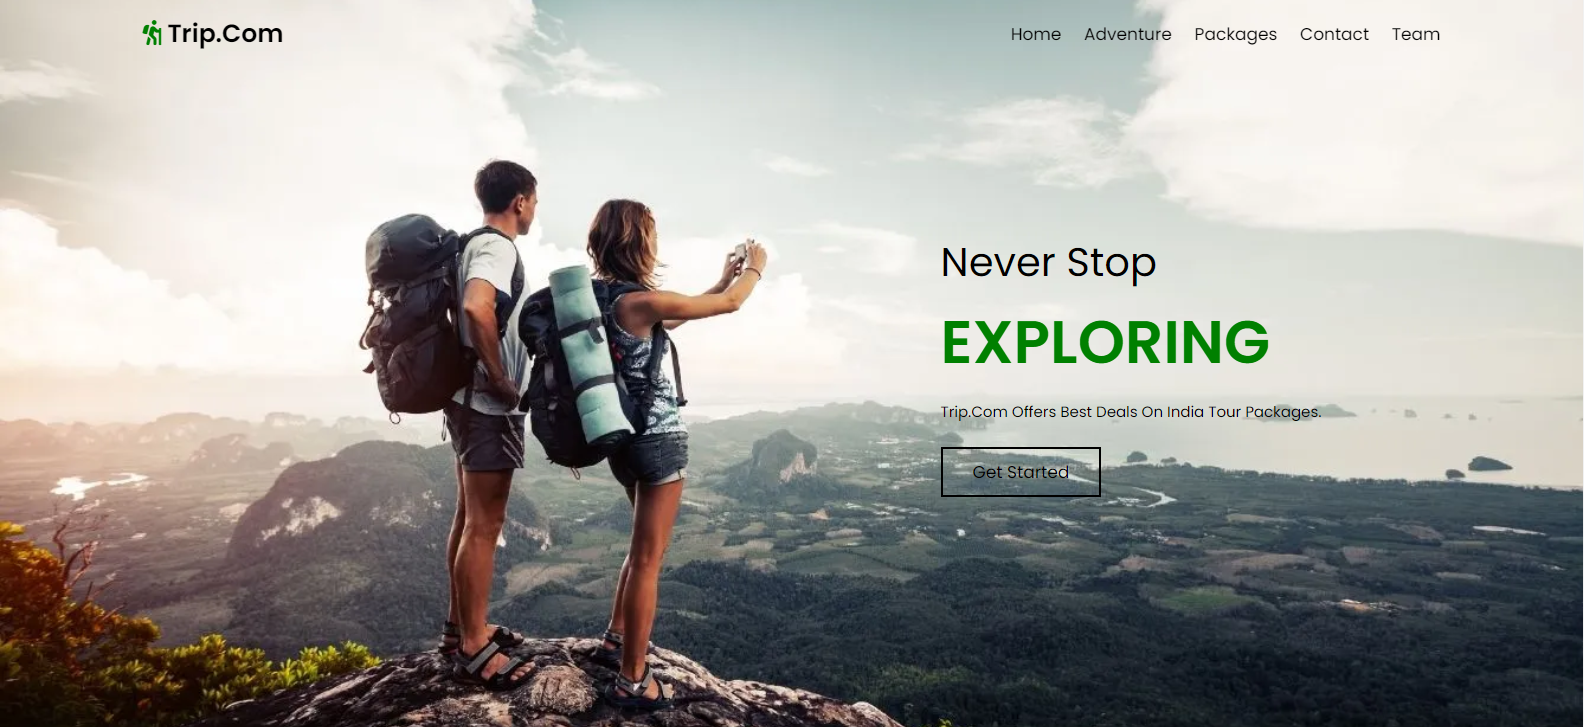 Trip.Com
Home Adventure Packages Contact Team
Never Stop
EXPLORING
Trip.Com Offers Best Deals On India Tour Packages.
Get Started